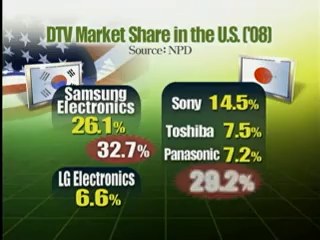 DTV Market Share in the U.S. ('08)
Source: NPD
Samsung
Electronics
26.1%
32.7%
LG Electronics
6.6%
Sony 14.5%
Toshiba 7.5%
Panasonic 7.2%
29.2%